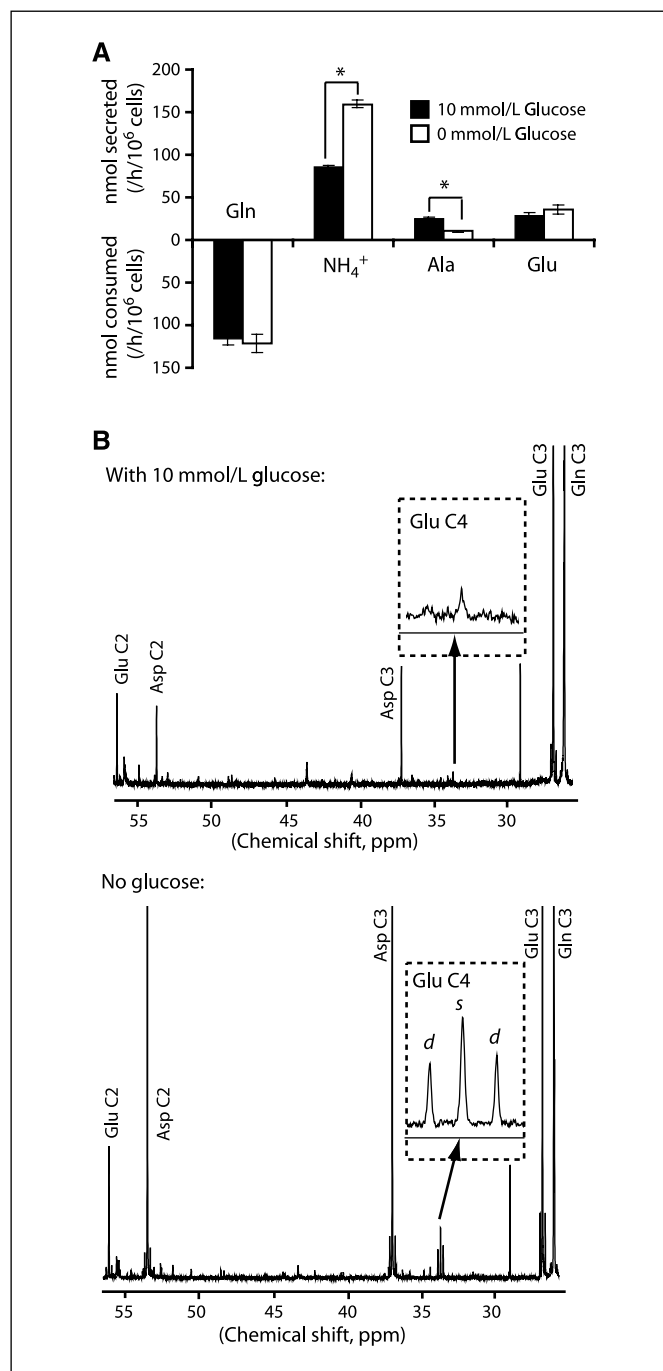 A
200
150
100
50
0
50
100
150
nmol secreted
(/h/10⁶ cells)
nmol consumed
(/h/10⁶ cells)
*
*
10 mmol/L Glucose
0 mmol/L Glucose
Gln
NH₄⁺
Ala
Glu
B
With 10 mmol/L glucose:
Glu C2
Asp C2
Asp C3
Glu C4
Glu C3
Gln C3
55 50 45 40 35 30
(Chemical shift, ppm)
No glucose:
Glu C2
Asp C2
Asp C3
Glu C4
d s d
Glu C3
Gln C3
55 50 45 40 35 30
(Chemical shift, ppm)